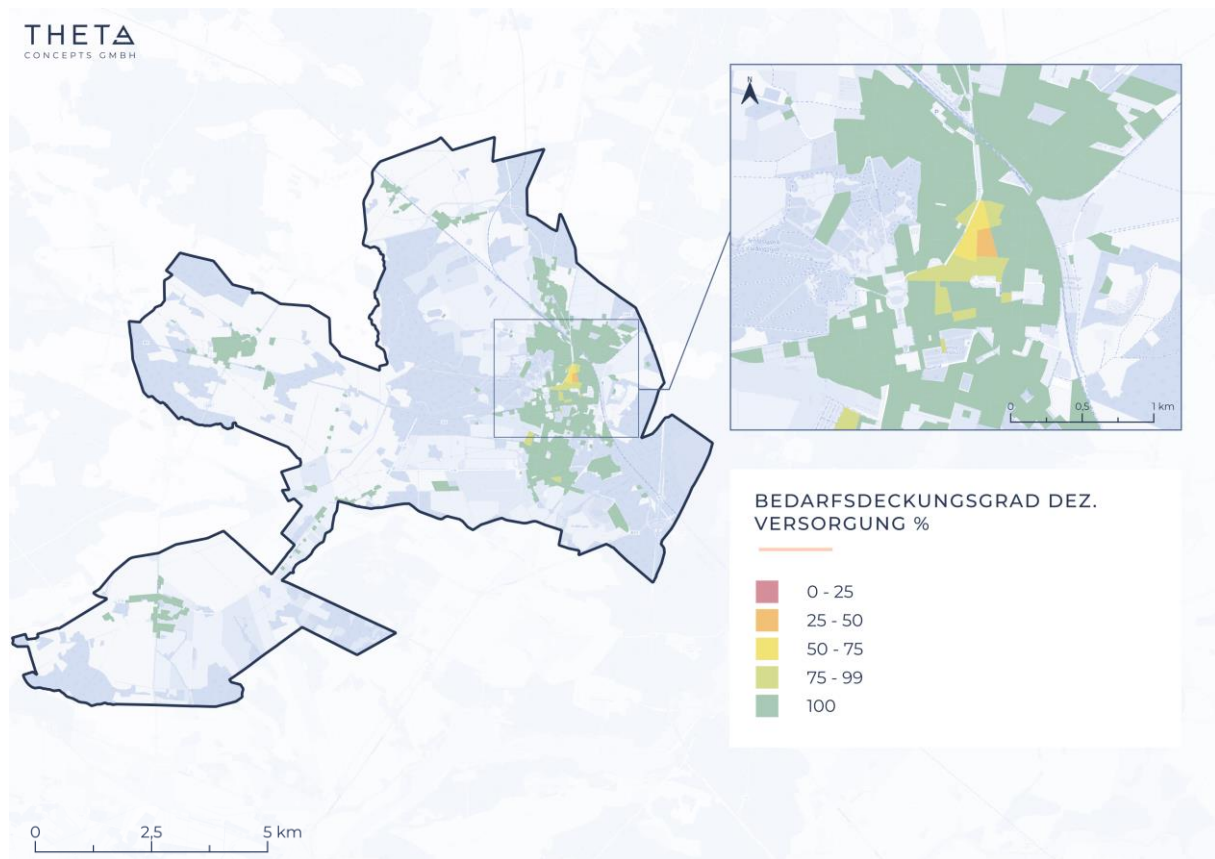 THETA
CONCEPTS GMBH
N
0 0,5 1 km
BEDARFSDECKUNGSGRAD DEZ.
VERSORGUNG %
0 - 25
25 - 50
50 - 75
75 - 99
100
0 2,5 5 km